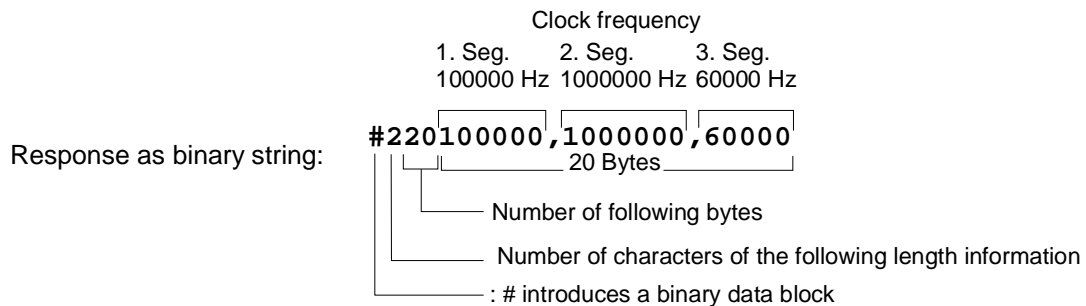 Clock frequency
1. Seg. 2. Seg. 3. Seg.
100000 Hz 1000000 Hz 60000 Hz
Response as binary string: #220100000,1000000,60000
20 Bytes
Number of following bytes
Number of characters of the following length information
: # introduces a binary data block